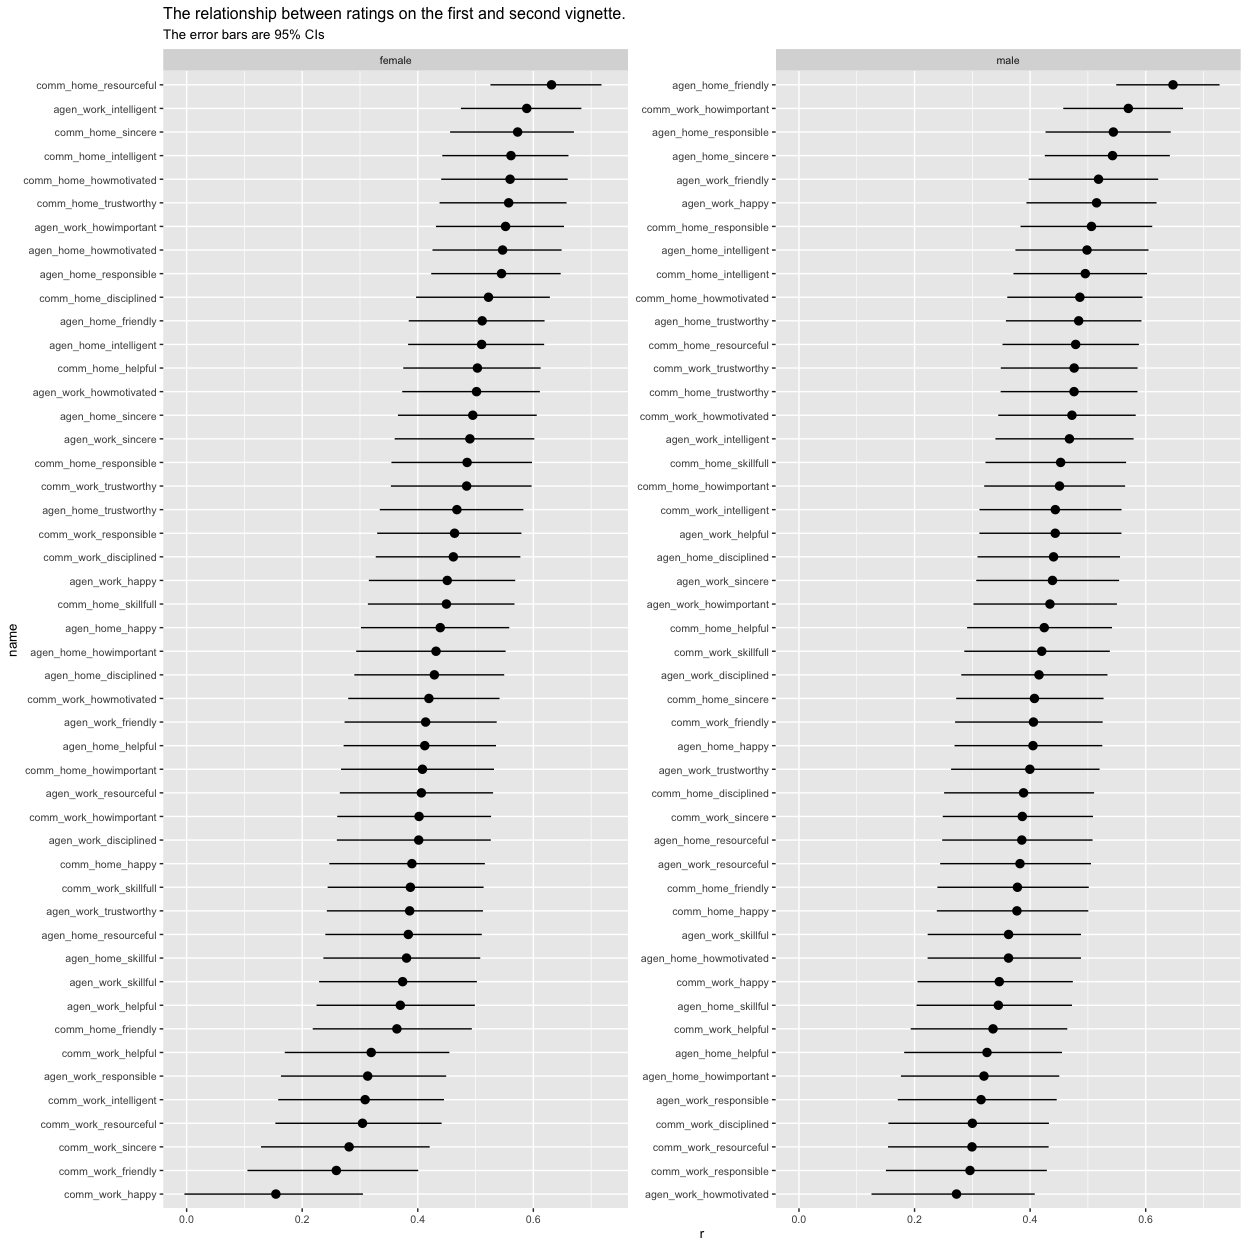 The relationship between ratings on the first and second vignette.
The error bars are 95% CIs
female
comm_home_resourceful
agen_work_intelligent
comm_home_sincere
comm_home_intelligent
comm_home_howmotivated
comm_home_trustworthy
agen_work_howimportant
agen_home_howmotivated
agen_home_responsible
comm_home_disciplined
agen_home_friendly
agen_home_intelligent
comm_home_helpful
agen_work_howmotivated
agen_home_sincere
agen_work_sincere
comm_home_responsible
comm_work_trustworthy
agen_home_trustworthy
comm_work_responsible
comm_work_disciplined
agen_work_happy
comm_home_skillfull
agen_home_happy
agen_home_howimportant
agen_home_disciplined
comm_work_howmotivated
agen_work_friendly
agen_home_helpful
comm_home_howimportant
agen_work_resourceful
comm_work_howimportant
agen_work_disciplined
comm_home_happy
comm_work_skillfull
agen_work_trustworthy
agen_home_resourceful
agen_home_skillful
agen_work_skillful
agen_work_helpful
comm_home_friendly
comm_work_helpful
agen_work_responsible
comm_work_intelligent
comm_work_resourceful
comm_work_sincere
comm_work_friendly
comm_work_happy
0.0 0.2 0.4 0.6
male
agen_home_friendly
comm_work_howimportant
agen_home_responsible
agen_home_sincere
agen_work_friendly
agen_work_happy
comm_home_responsible
agen_home_intelligent
comm_home_intelligent
comm_home_howmotivated
agen_home_trustworthy
comm_home_resourceful
comm_work_trustworthy
comm_home_trustworthy
comm_work_howmotivated
agen_work_intelligent
comm_home_skillfull
comm_home_howimportant
comm_work_intelligent
agen_work_helpful
agen_home_disciplined
agen_work_sincere
agen_work_howimportant
comm_home_helpful
comm_work_skillfull
agen_work_disciplined
comm_home_sincere
comm_work_friendly
agen_home_happy
agen_work_trustworthy
comm_home_disciplined
comm_work_sincere
agen_home_resourceful
agen_work_resourceful
comm_home_friendly
comm_home_happy
agen_work_skillful
agen_home_howmotivated
comm_work_happy
agen_home_skillful
comm_work_helpful
agen_home_helpful
agen_home_howimportant
agen_work_responsible
comm_work_disciplined
comm_work_resourceful
comm_work_responsible
agen_work_howmotivated
0.0 0.2 0.4 0.6
name
r